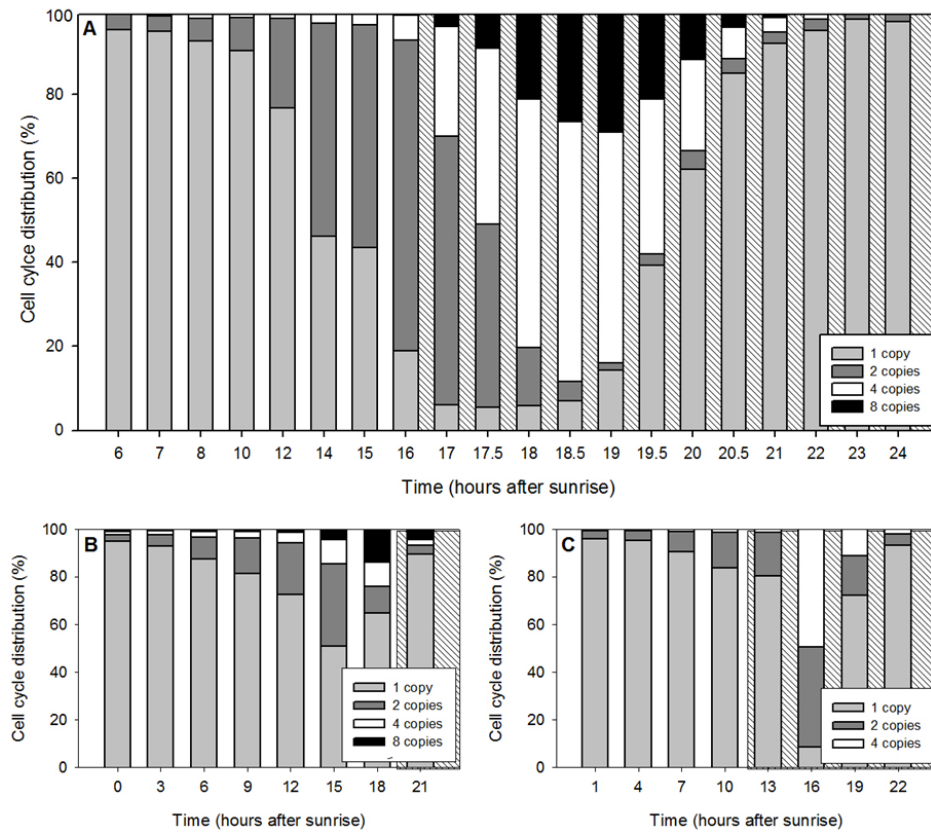 A
Cell cylce distribution (%)
100
80
60
40
20
0
1 copy
2 copies
4 copies
8 copies
6 7 8 10 12 14 15 16 17 17.5 18 18.5 19 19.5 20 20.5 21 22 23 24
Time (hours after sunrise)
B
Cell cycle distribution (%)
100
80
60
40
20
0
1 copy
2 copies
4 copies
8 copies
0 3 6 9 12 15 18 21
Time (hours after sunrise)
C
Cell cycle distribution (%)
100
80
60
40
20
0
1 copy
2 copies
4 copies
1 4 7 10 13 16 19 22
Time (hours after sunrise)